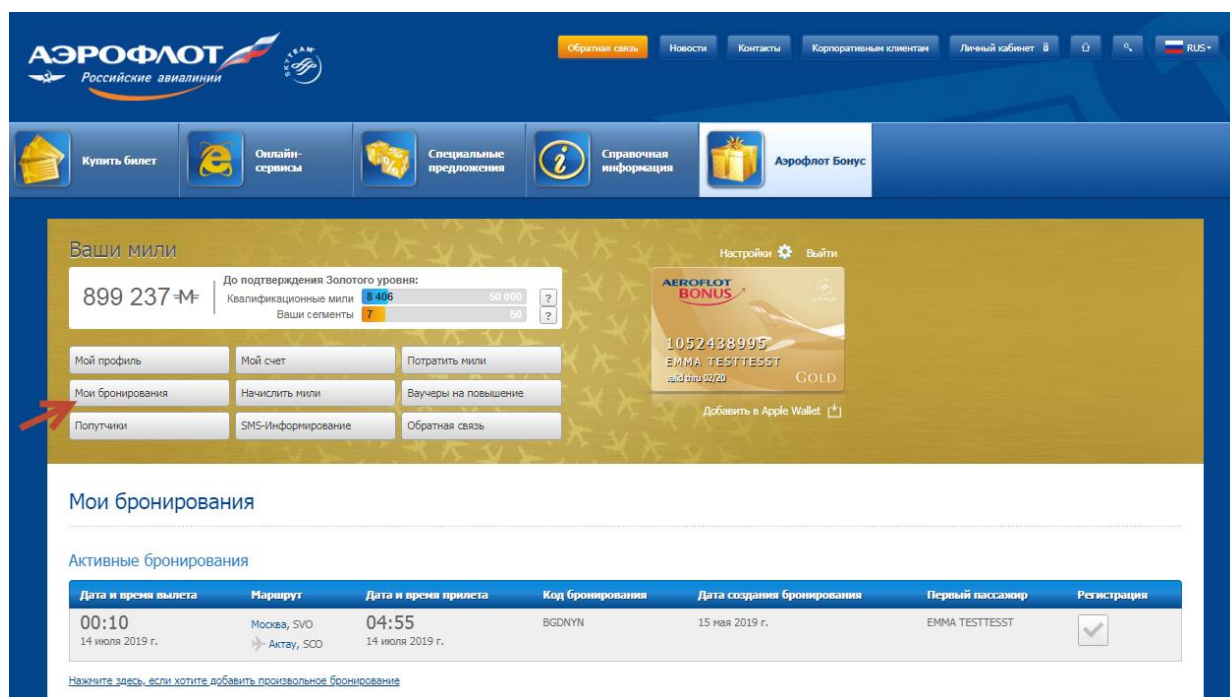 АЭРОФЛОТ
Российские авиалинии
SKYTEAM
Обратная связь
Новости
Контакты
Корпоративным клиентам
Личный кабинет
RUS
Купить билет
Онлайн-
сервисы
Специальные
предложения
Справочная
информация
Аэрофлот Бонус
Ваши мили
Настройки
Выйти
899 237
До подтверждения Золотого уровня:
Квалификационные мили 8 406 50 000 ?
Ваши сегменты 7 50 ?
AEROFLOT
BONUS
1052438995
EMMA TESTTESST
valid thru 02/20
GOLD
Добавить в Apple Wallet
Мой профиль
Мой счет
Потратить мили
Мои бронирования
Начислить мили
Ваучеры на повышение
Попутчики
SMS-Информирование
Обратная связь
Мои бронирования
Активные бронирования
Дата и время вылета Маршрут Дата и время прилета Код бронирования Дата создания бронирования Первый пассажир Регистрация
00:10 Москва, SVO 04:55 BGDNYN 15 мая 2019 г. EMMA TESTTESST
14 июля 2019 г. Актау, SCO 14 июля 2019 г.
Нажмите здесь, если хотите добавить произвольное бронирование